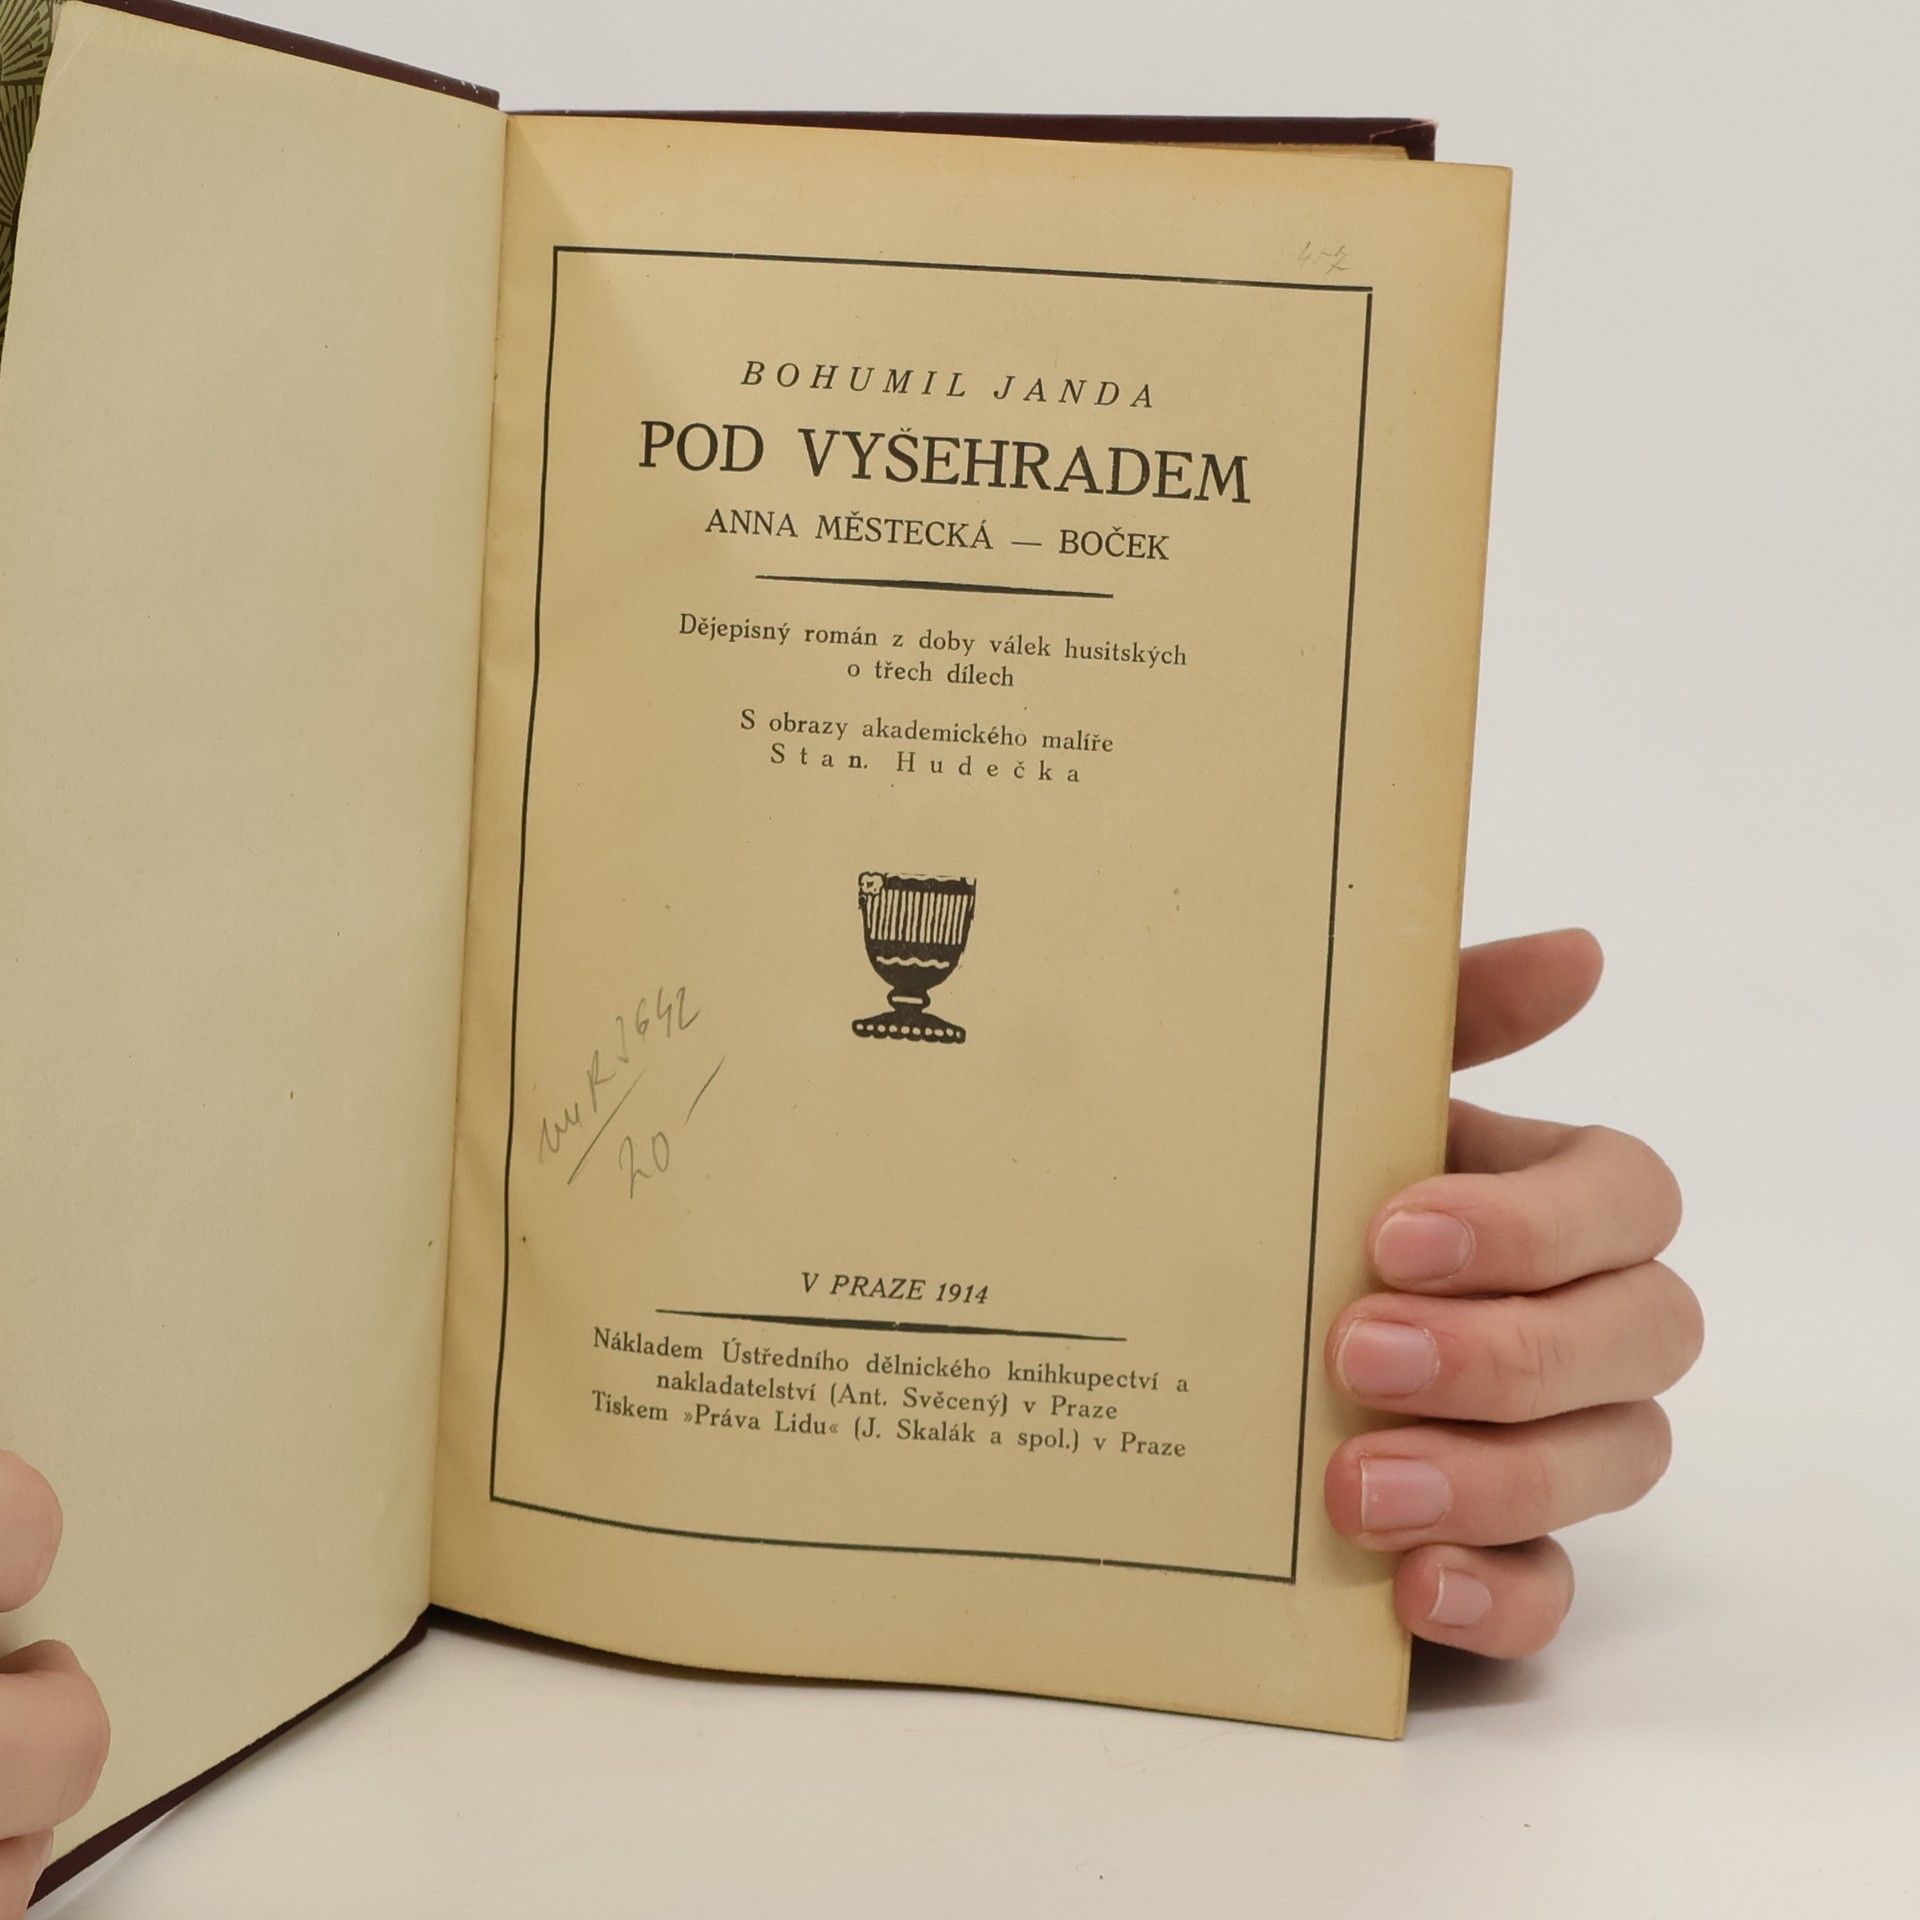 BOHUMIL JANDA
POD VYŠEHRADEM
ANNA MĚSTECKÁ — BOČEK
Dějepisný román z doby válek husitských
o třech dílech
S obrazy akademického malíře
Stan. Hudečka
20
V PRAZE 1914
Nákladem Ústředního dělnického knihkupectví a
nakladatelství (Ant. Svěcený) v Praze
Tiskem »Práva Lidu« (J. Skalák a spol.) v Praze